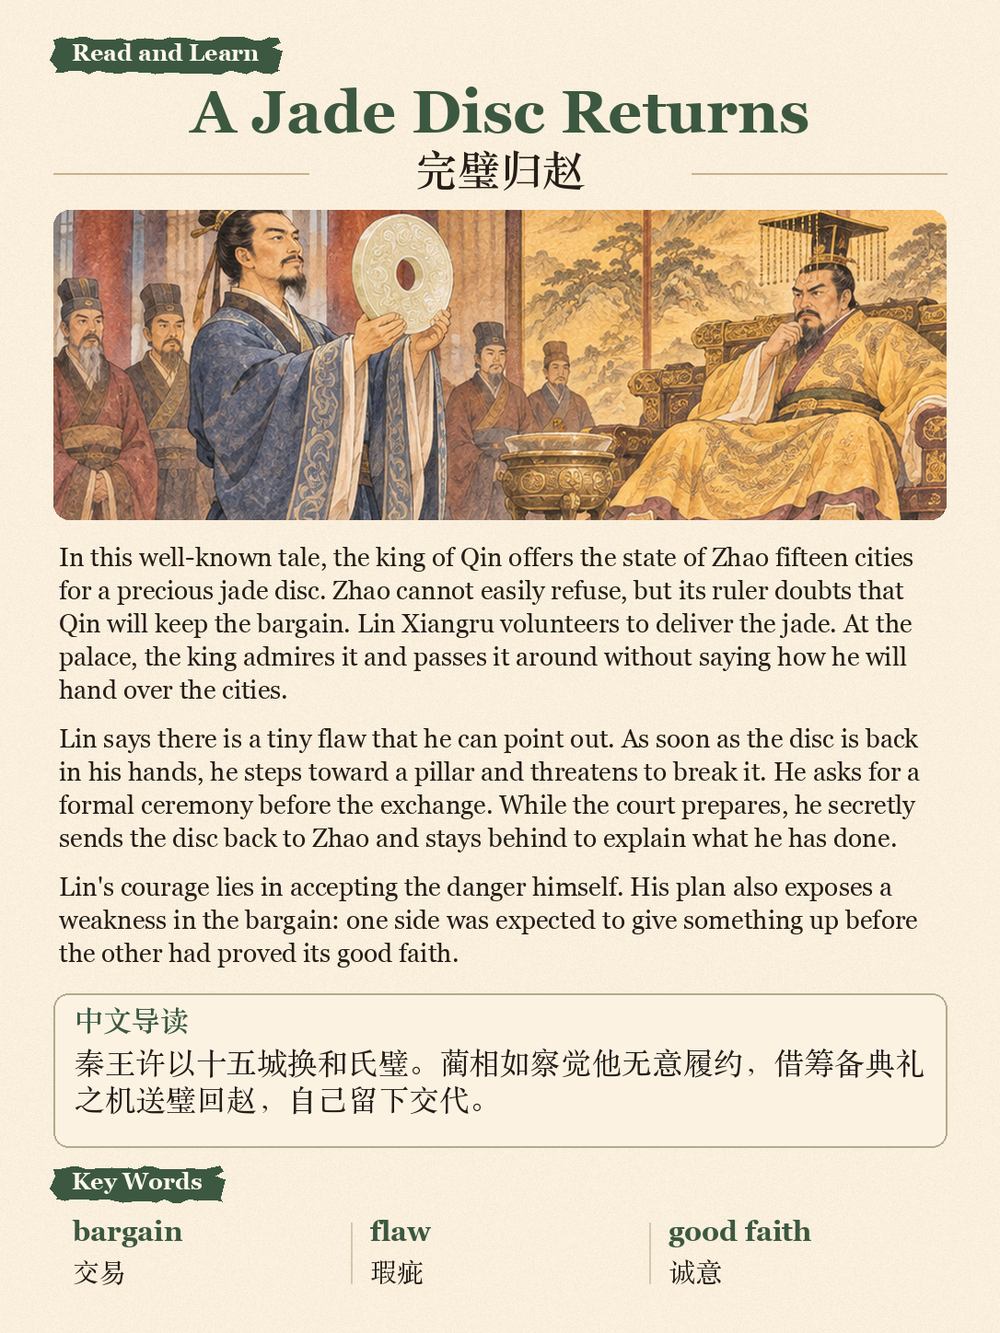 Read and Learn
A Jade Disc Returns
完璧归赵
In this well-known tale, the king of Qin offers the state of Zhao fifteen cities
for a precious jade disc. Zhao cannot easily refuse, but its ruler doubts that
Qin will keep the bargain. Lin Xiangru volunteers to deliver the jade. At the
palace, the king admires it and passes it around without saying how he will
hand over the cities.
Lin says there is a tiny flaw that he can point out. As soon as the disc is back
in his hands, he steps toward a pillar and threatens to break it. He asks for a
formal ceremony before the exchange. While the court prepares, he secretly
sends the disc back to Zhao and stays behind to explain what he has done.
Lin's courage lies in accepting the danger himself. His plan also exposes a
weakness in the bargain: one side was expected to give something up before
the other had proved its good faith.
中文导读
秦王许以十五城换和氏璧。蔺相如察觉他无意履约，借筹备典礼
之机送璧回赵，自己留下交代。
Key Words
bargain
交易
flaw
瑕疵
good faith
诚意